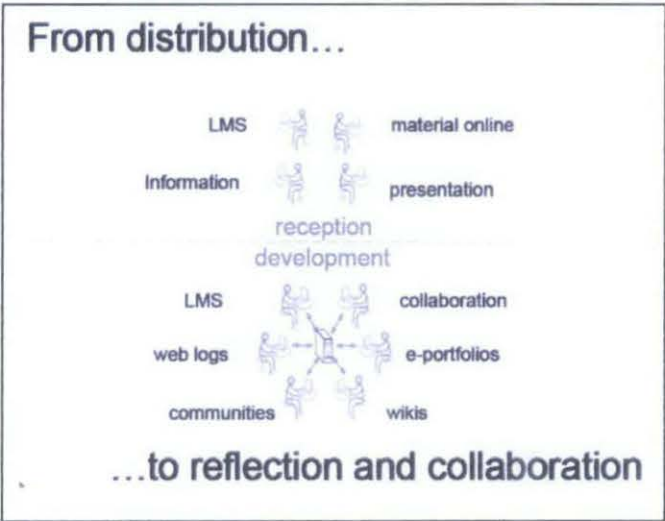 From distribution...
LMS material online
Information presentation
reception
development
LMS collaboration
web logs e-portfolios
communities wikis
...to reflection and collaboration